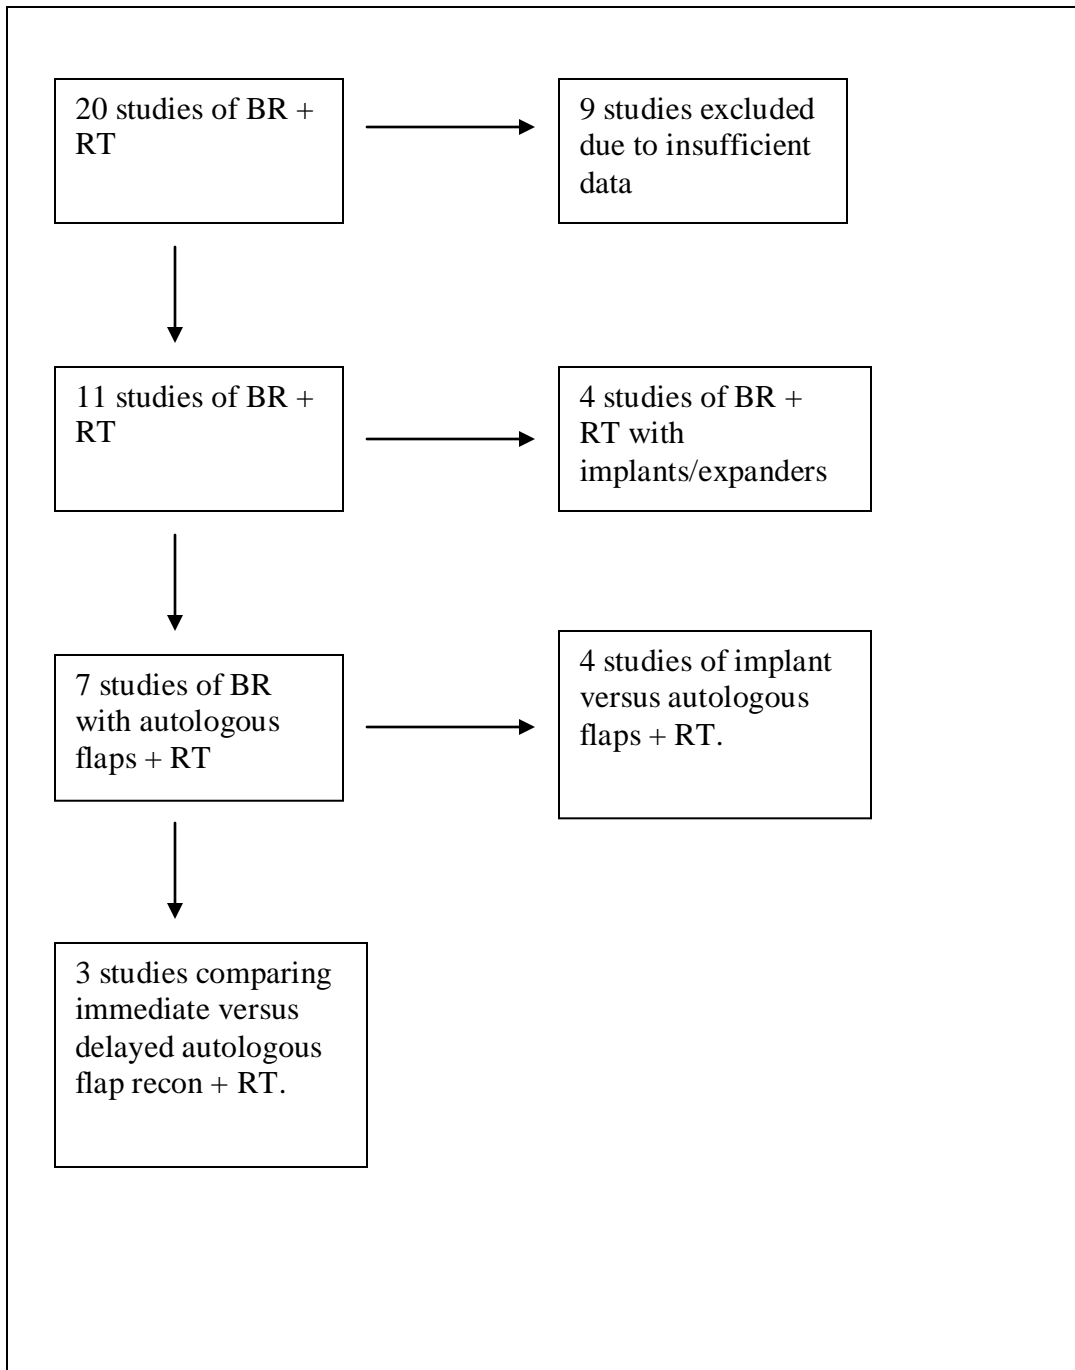 20 studies of BR +
RT
9 studies excluded
due to insufficient
data
11 studies of BR +
RT
4 studies of BR +
RT with
implants/expanders
7 studies of BR
with autologous
flaps + RT
4 studies of implant
versus autologous
flaps + RT.
3 studies comparing
immediate versus
delayed autologous
flap recon + RT.